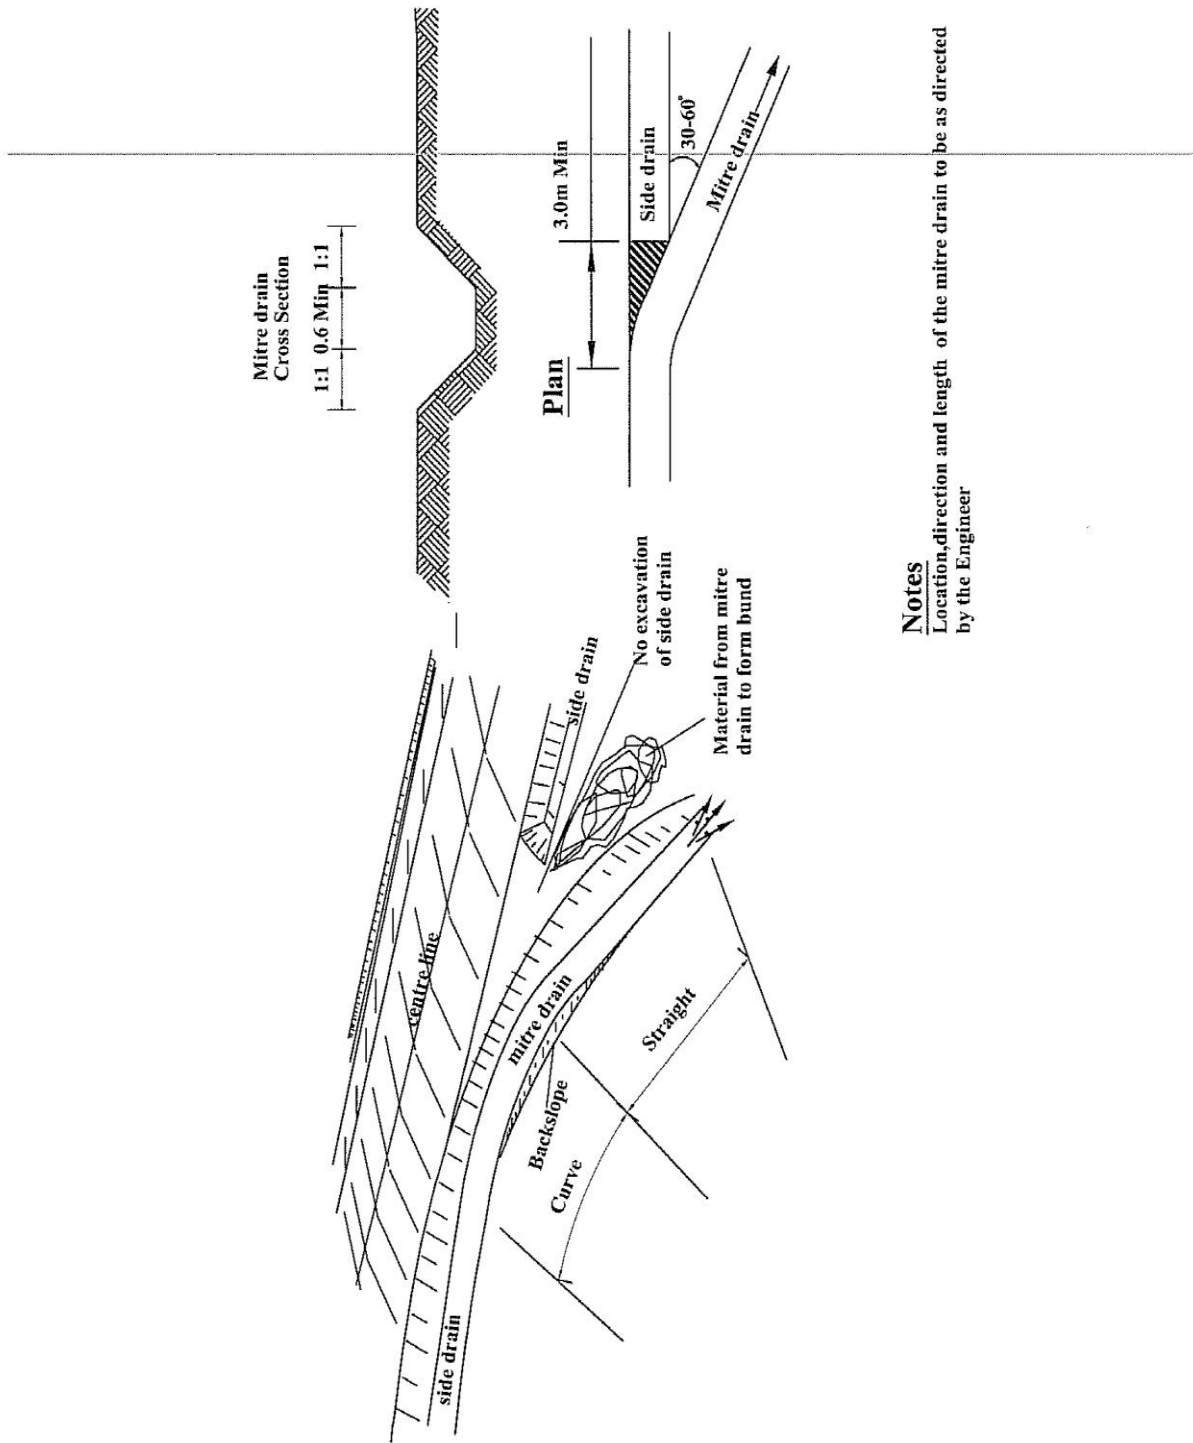 Mitre drain
Cross Section
1:1 0.6 Min 1:1
Plan
3.0m Min
Side drain
30-60°
Mitre drain
centre line
side drain
No excavation
of side drain
Material from mitre
drain to form bund
mitre drain
Backslope
Straight
Curve
side drain
Notes
Location,direction and length of the mitre drain to be as directed
by the Engineer